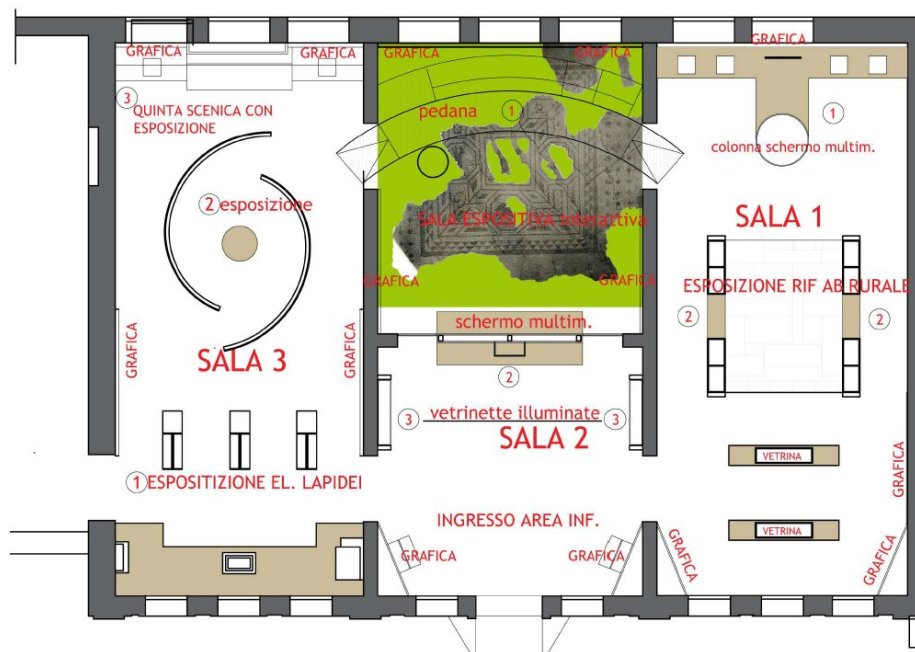 GRAFICA
GRAFICA
3
QUINTA SCENICA CON
ESPOSIZIONE
2 esposizione
GRAFICA
GRAFICA
SALA 3
1 ESPOSITIZIONE EL. LAPIDEI
GRAFICA
GRAFICA
pedana
1
SALA ESPOSITIVA interattiva
GRAFICA
GRAFICA
schermo multim.
2
3 vetrinette illuminate 3
SALA 2
INGRESSO AREA INF.
GRAFICA
GRAFICA
GRAFICA
1
colonna schermo multim.
SALA 1
ESPOSIZIONE RIF AB RURALE
2
2
VETRINA
GRAFICA
VETRINA
GRAFICA
GRAFICA